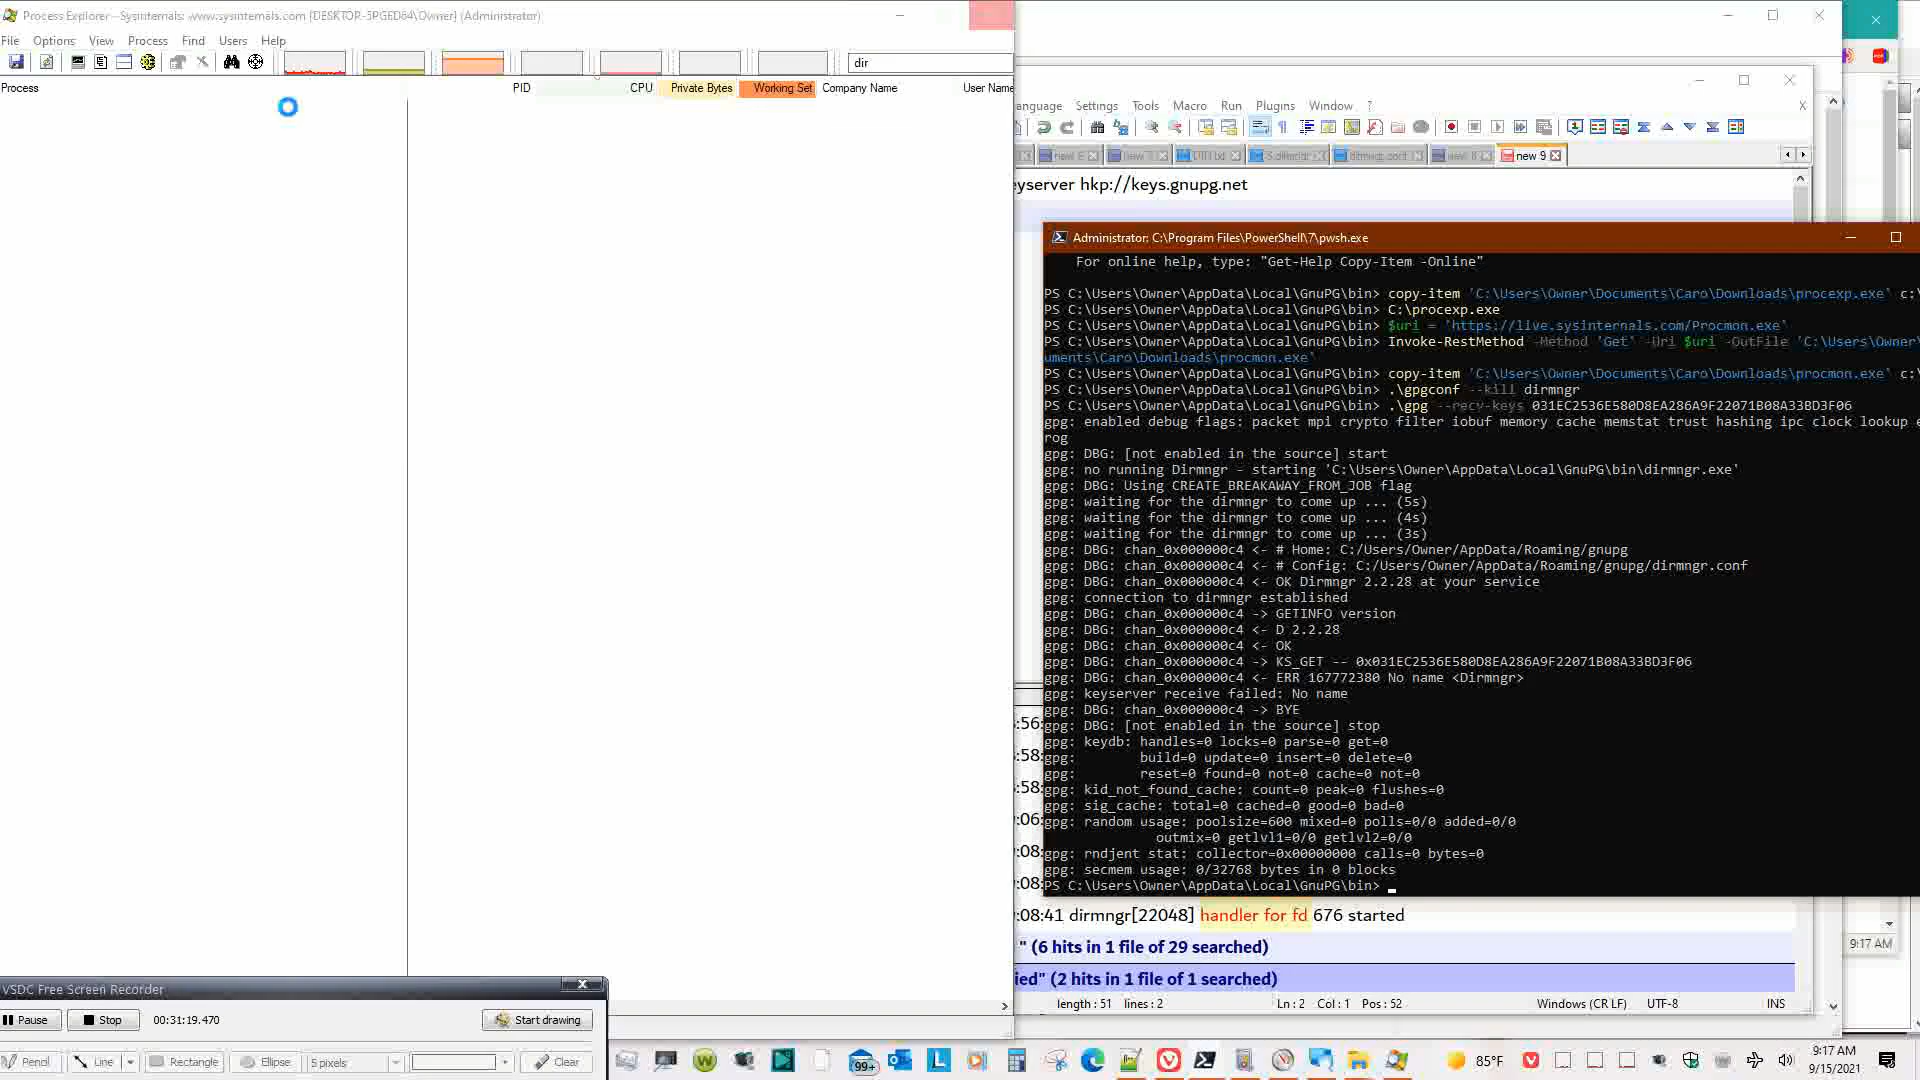 Process Explorer - Sysinternals: www.sysinternals.com [DESKTOP-3PGED64\Owner] (Administrator)
File Options View Process Find Users Help
dir
Process PID CPU Private Bytes Working Set Company Name User Name
anguage Settings Tools Macro Run Plugins Window ? X
new 9
eyserver hkp://keys.gnupg.net
Administrator: C:\Program Files\PowerShell\7\pwsh.exe
For online help, type: "Get-Help Copy-Item -Online"
PS C:\Users\Owner\AppData\Local\GnuPG\bin> copy-item 'C:\Users\Owner\Documents\Caro\Downloads\procexp.exe' c:\
PS C:\Users\Owner\AppData\Local\GnuPG\bin> C:\procexp.exe
PS C:\Users\Owner\AppData\Local\GnuPG\bin> $uri = 'https://live.sysinternals.com/Procmon.exe'
PS C:\Users\Owner\AppData\Local\GnuPG\bin> Invoke-RestMethod -Method 'Get' -Uri $uri -OutFile 'C:\Users\Owner\
uments\Caro\Downloads\procmon.exe'
PS C:\Users\Owner\AppData\Local\GnuPG\bin> copy-item 'C:\Users\Owner\Documents\Caro\Downloads\procmon.exe' c:\
PS C:\Users\Owner\AppData\Local\GnuPG\bin> .\gpgconf --kill dirmngr
PS C:\Users\Owner\AppData\Local\GnuPG\bin> .\gpg --recv-keys 031EC2536E580D8EA286A9F22071B08A33BD3F06
gpg: enabled debug flags: packet mpi crypto filter iobuf memory cache memstat trust hashing ipc clock lookup e
rog
gpg: DBG: [not enabled in the source] start
gpg: no running Dirmngr - starting 'C:\Users\Owner\AppData\Local\GnuPG\bin\dirmngr.exe'
gpg: DBG: Using CREATE_BREAKAWAY_FROM_JOB flag
gpg: waiting for the dirmngr to come up ... (5s)
gpg: waiting for the dirmngr to come up ... (4s)
gpg: waiting for the dirmngr to come up ... (3s)
gpg: DBG: chan_0x000000c4 <- # Home: C:/Users/Owner/AppData/Roaming/gnupg
gpg: DBG: chan_0x000000c4 <- # Config: C:/Users/Owner/AppData/Roaming/gnupg/dirmngr.conf
gpg: DBG: chan_0x000000c4 <- OK Dirmngr 2.2.28 at your service
gpg: connection to dirmngr established
gpg: DBG: chan_0x000000c4 -> GETINFO version
gpg: DBG: chan_0x000000c4 <- D 2.2.28
gpg: DBG: chan_0x000000c4 <- OK
gpg: DBG: chan_0x000000c4 -> KS_GET -- 0x031EC2536E580D8EA286A9F22071B08A33BD3F06
gpg: DBG: chan_0x000000c4 <- ERR 167772380 No name <Dirmngr>
gpg: keyserver receive failed: No name
gpg: DBG: chan_0x000000c4 -> BYE
gpg: DBG: [not enabled in the source] stop
gpg: keydb: handles=0 locks=0 parse=0 get=0
gpg: build=0 update=0 insert=0 delete=0
gpg: reset=0 found=0 not=0 cache=0 not=0
gpg: kid_not_found_cache: count=0 peak=0 flushes=0
gpg: sig_cache: total=0 cached=0 good=0 bad=0
gpg: random usage: poolsize=600 mixed=0 polls=0/0 added=0/0
outmix=0 getlvl1=0/0 getlvl2=0/0
gpg: rndjent stat: collector=0x00000000 calls=0 bytes=0
gpg: secmem usage: 0/32768 bytes in 0 blocks
PS C:\Users\Owner\AppData\Local\GnuPG\bin>
:56:
:58:
:58:
:06:
:08:
:08:
:08:41 dirmngr[22048] handler for fd 676 started
" (6 hits in 1 file of 29 searched)
ied" (2 hits in 1 file of 1 searched)
length : 51 lines : 2 Ln : 2 Col : 1 Pos : 52 Windows (CR LF) UTF-8 INS
9:17 AM
VSDC Free Screen Recorder
Pause Stop 00:31:19.470 Start drawing
Pencil Line Rectangle Ellipse 5 pixels Clear
99+
85°F
9:17 AM
9/15/2021